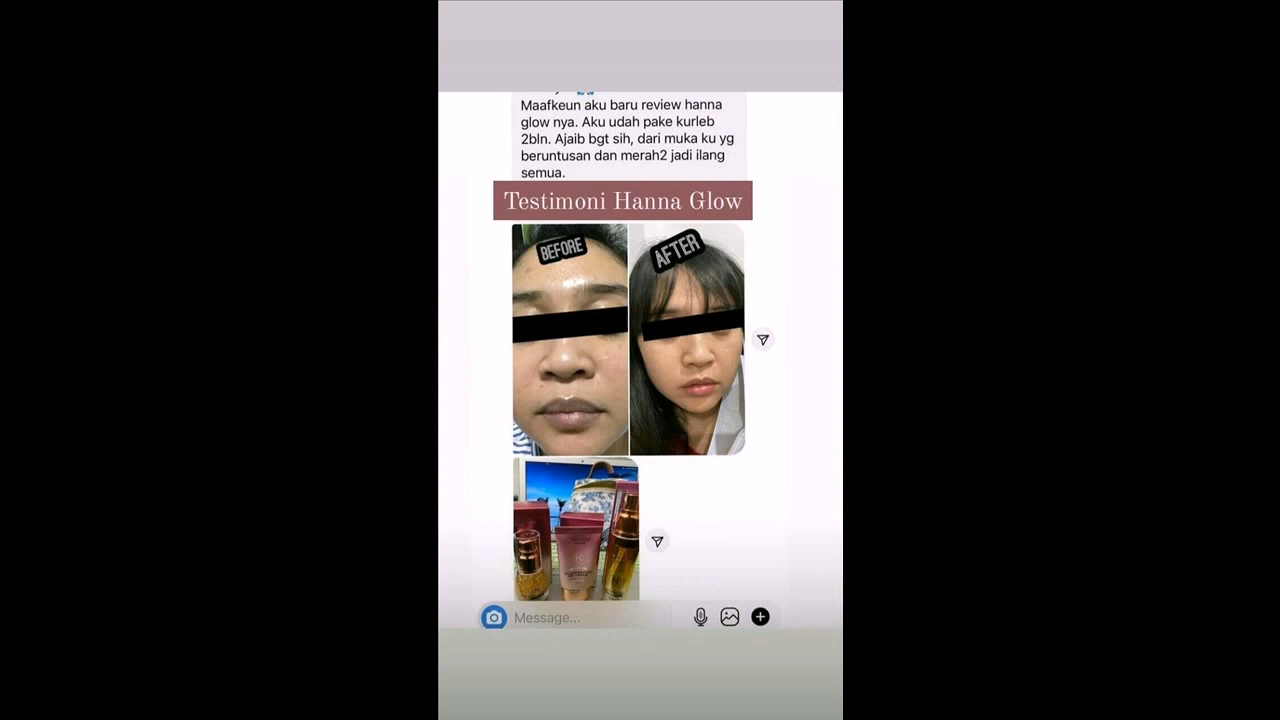 Maafkeun aku baru review hanna
glow nya. Aku udah pake kurleb
2bln. Ajaib bgt sih, dari muka ku yg
beruntusan dan merah2 jadi ilang
semua.
Testimoni Hanna Glow
BEFORE
AFTER
Message...